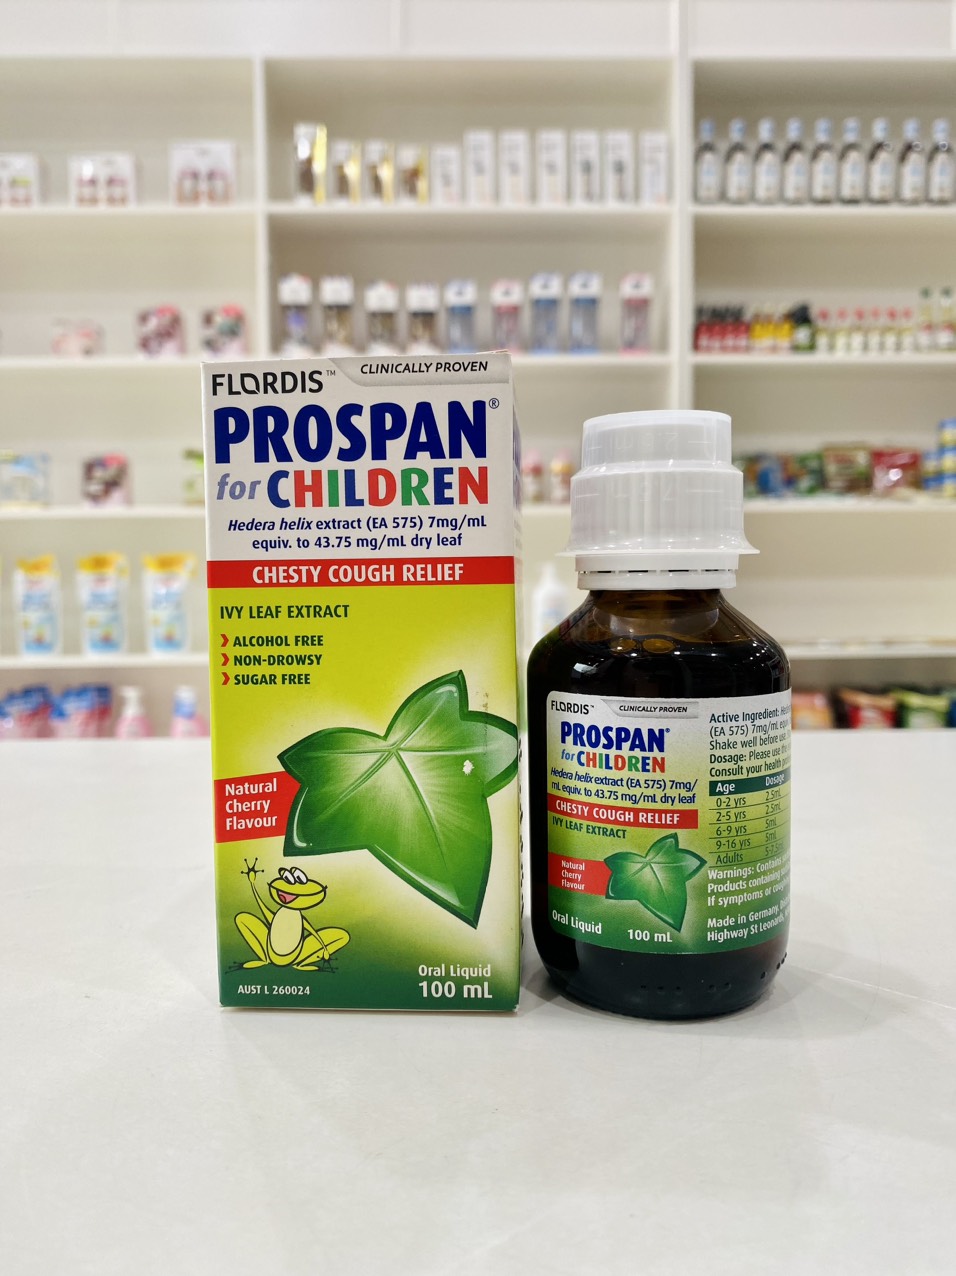 FLORDIS™
CLINICALLY PROVEN
PROSPAN®
for CHILDREN
Hedera helix extract (EA 575) 7mg/mL
equiv. to 43.75 mg/mL dry leaf
CHESTY COUGH RELIEF
IVY LEAF EXTRACT
ALCOHOL FREE
NON-DROWSY
SUGAR FREE
Natural
Cherry
Flavour
AUST L 260024
Oral Liquid
100 mL
FLORDIS™
CLINICALLY PROVEN
PROSPAN®
for CHILDREN
Hedera helix extract (EA 575) 7mg/
mL equiv. to 43.75 mg/mL dry leaf
CHESTY COUGH RELIEF
IVY LEAF EXTRACT
Natural
Cherry
Flavour
Oral Liquid
100 mL
Active Ingredient:
(EA 575) 7mg/mL
Shake well before use.
Dosage: Please use the
Consult your health
Age Dosage
0-2 yrs 2.5mL
2-5 yrs 2.5mL
6-9 yrs 5mL
9-16 yrs 5mL
Adults
Warnings: Contains
Products containing
If symptoms or
Made in Germany.
Highway St Leonards,